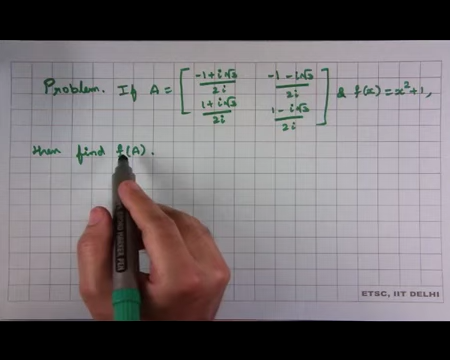 Problem. If A = [ (-1+i√3)/2i  (-1-i√3)/2i ; (1+i√3)/2i  (1-i√3)/2i ] & f(x) = x²+1,
then find f(A).
ETSC, IIT DELHI